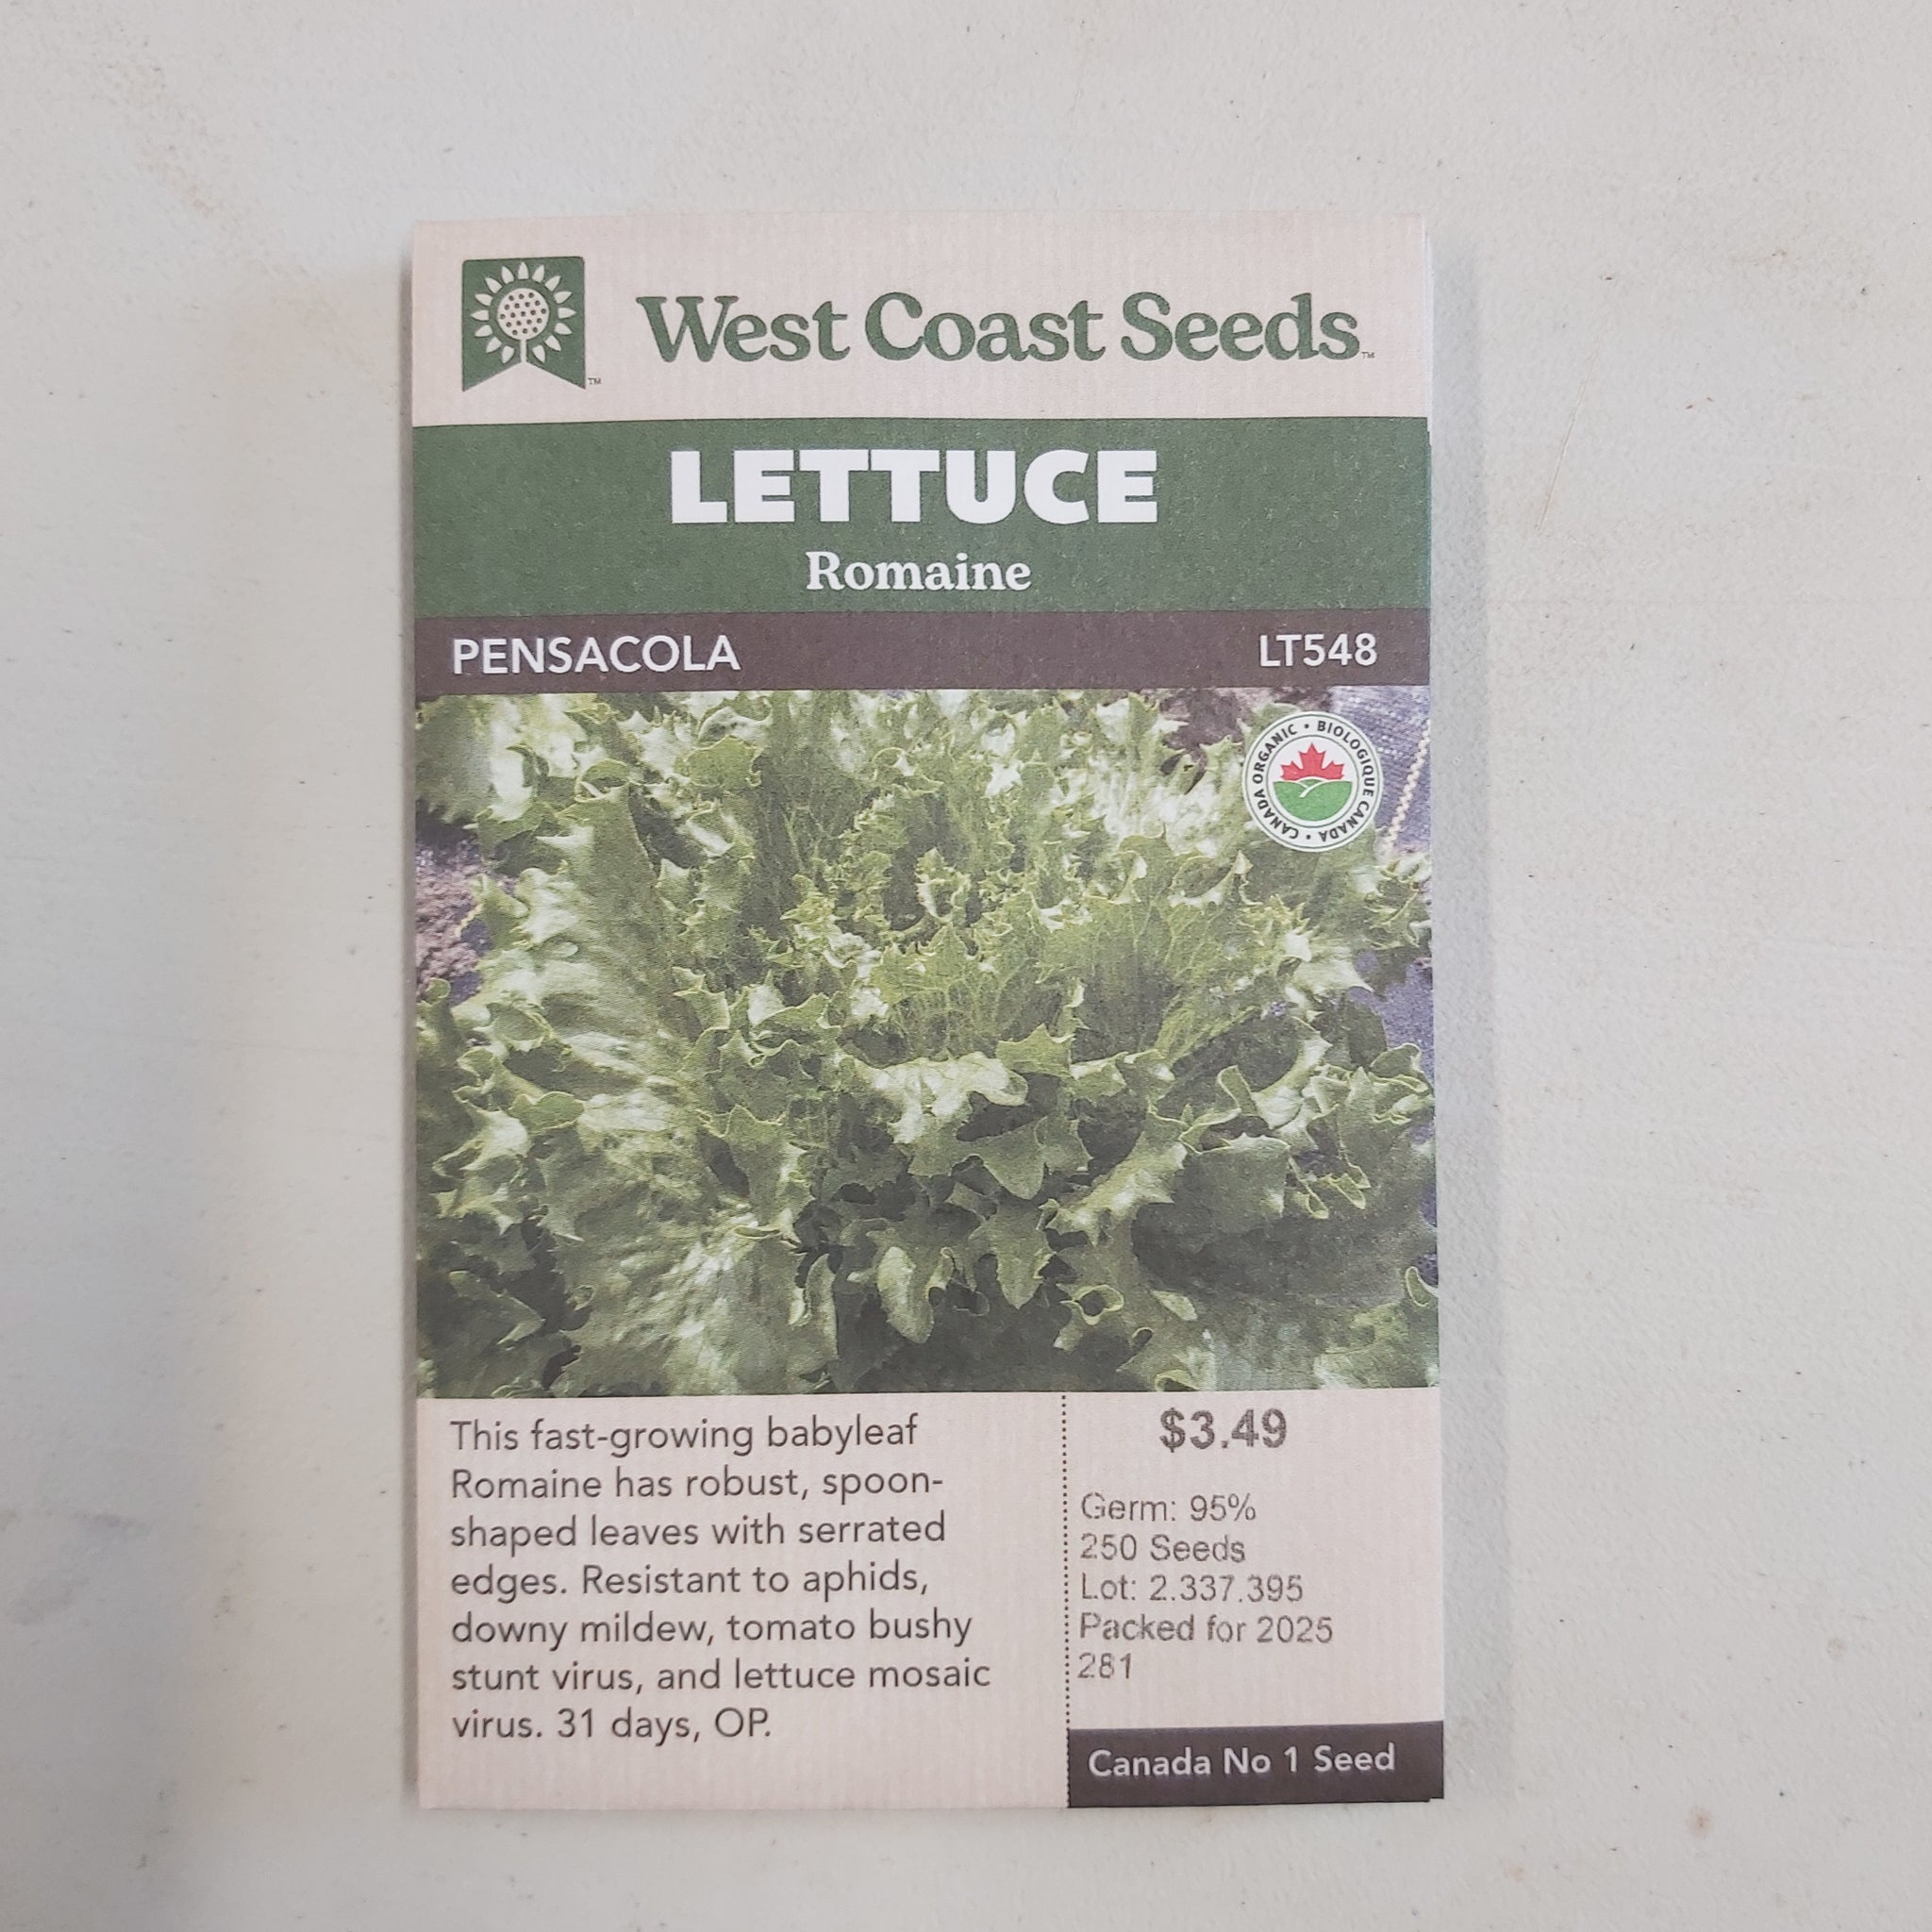 West Coast Seeds™
™
LETTUCE
Romaine
PENSACOLA
LT548
CANADA ORGANIC • BIOLOGIQUE CANADA •
This fast-growing babyleaf
Romaine has robust, spoon-
shaped leaves with serrated
edges. Resistant to aphids,
downy mildew, tomato bushy
stunt virus, and lettuce mosaic
virus. 31 days, OP.
$3.49
Germ: 95%
250 Seeds
Lot: 2.337.395
Packed for 2025
281
Canada No 1 Seed